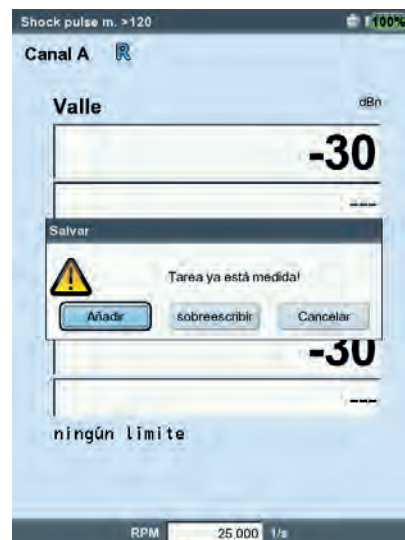 Shock pulse m. >120 100%
Canal A R
Valle dBn
-30
---
Salvar
Tarea ya está medida!
Añadir sobreescribir Cancelar
-30
---
ningún límite
RPM 25.000 1/s